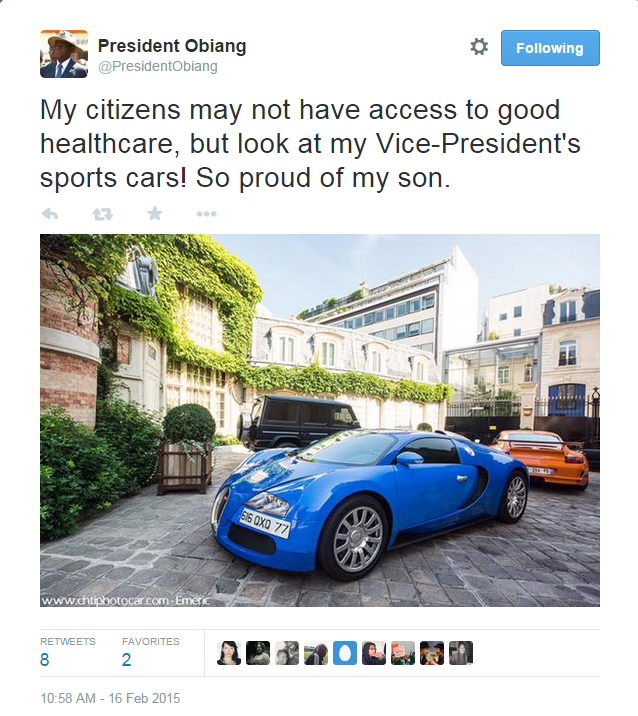 President Obiang
@PresidentObiang
Following
My citizens may not have access to good
healthcare, but look at my Vice-President's
sports cars! So proud of my son.
616 QXQ 77
www.chtiphotocar.com - Emeric
RETWEETS
FAVORITES
8
2
10:58 AM - 16 Feb 2015